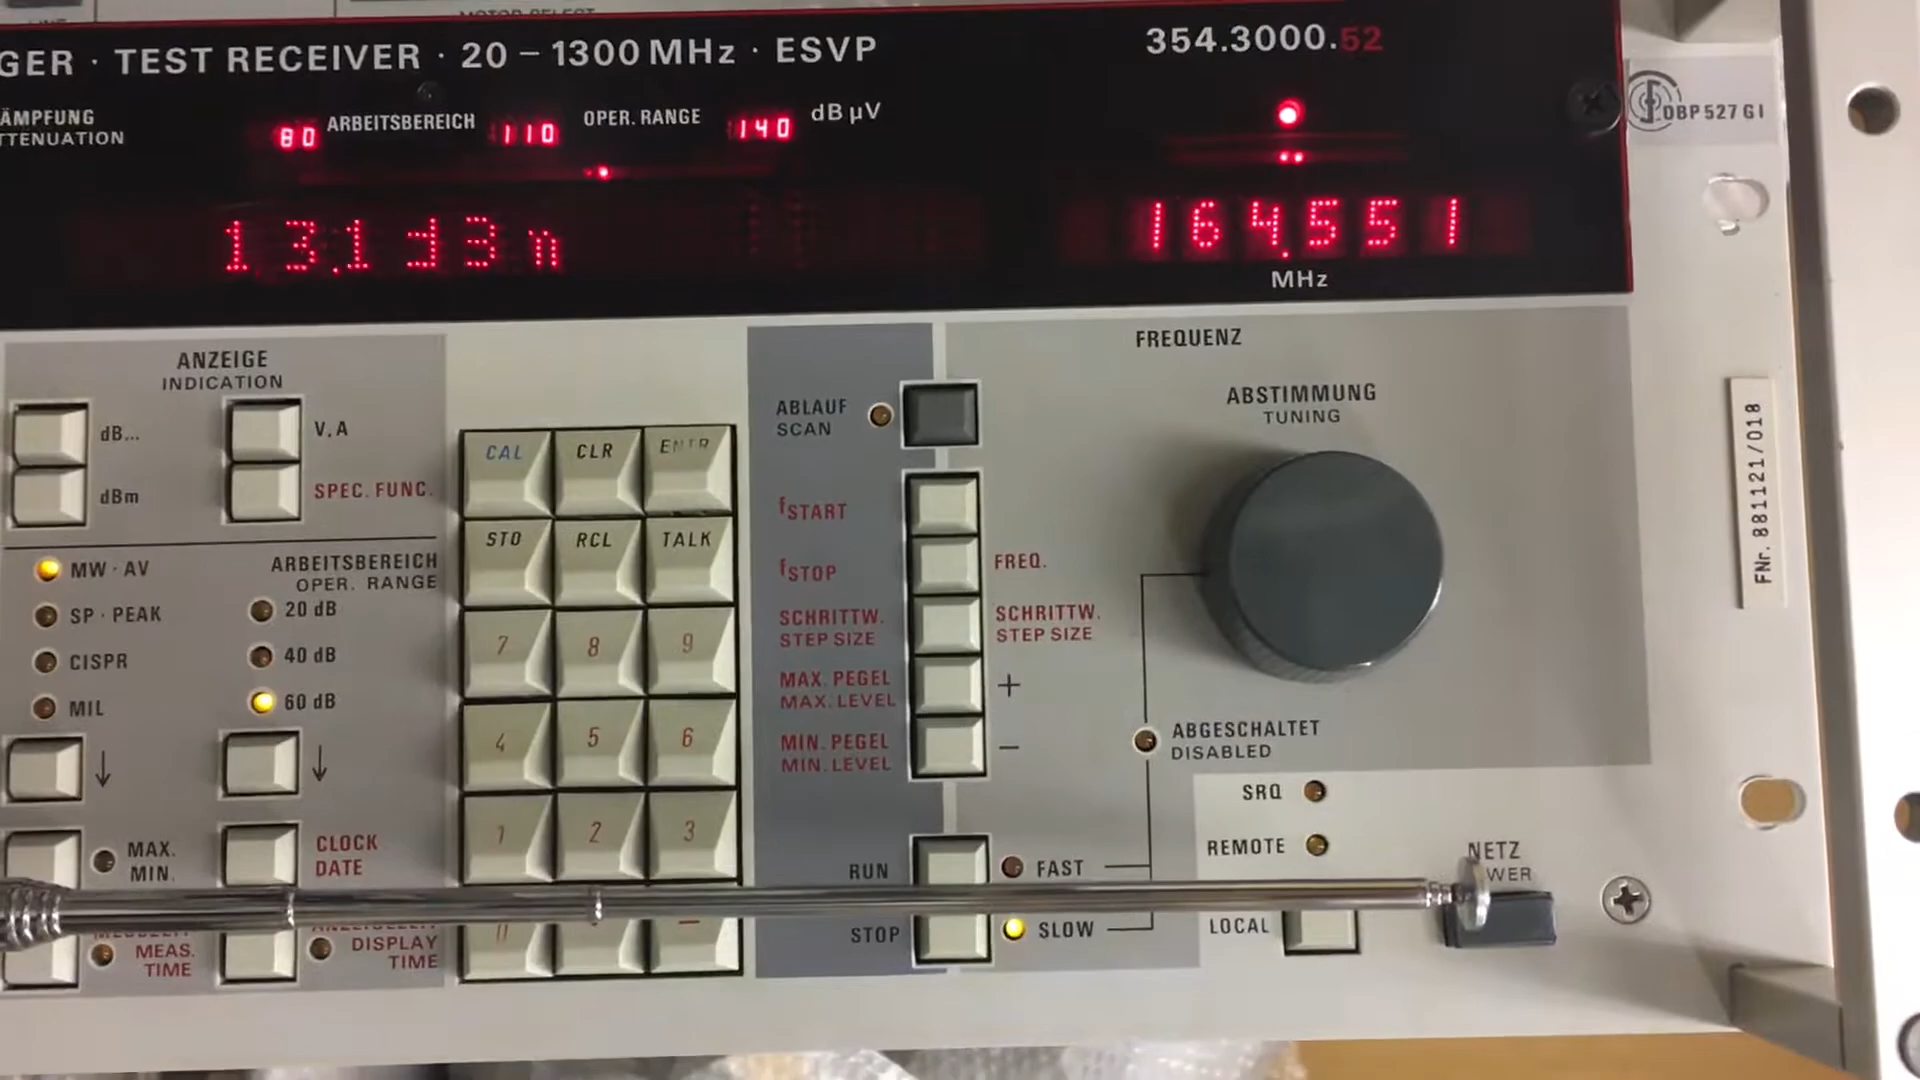 GER · TEST RECEIVER · 20 – 1300 MHz · ESVP
354.3000.52
ÄMPFUNG
TTENUATION
80 ARBEITSBEREICH 110 OPER. RANGE 140 dB µV
DBP 527 GI
164.551
MHz
ANZEIGE
INDICATION
dB...
V, A
dBm
SPEC. FUNC.
MW · AV
SP · PEAK
CISPR
MIL
ARBEITSBEREICH
OPER. RANGE
20 dB
40 dB
60 dB
MAX.
MIN.
CLOCK
DATE
MEAS.
TIME
DISPLAY
TIME
CAL CLR ENTR
STO RCL TALK
7 8 9
4 5 6
1 2 3
ABLAUF
SCAN
fSTART
fSTOP
FREQ.
SCHRITTW.
STEP SIZE
SCHRITTW.
STEP SIZE
MAX. PEGEL
MAX. LEVEL
+
MIN. PEGEL
MIN. LEVEL
–
RUN
STOP
FAST
SLOW
FREQUENZ
ABSTIMMUNG
TUNING
ABGESCHALTET
DISABLED
SRQ
REMOTE
LOCAL
NETZ
WER
FNr. 881121/018